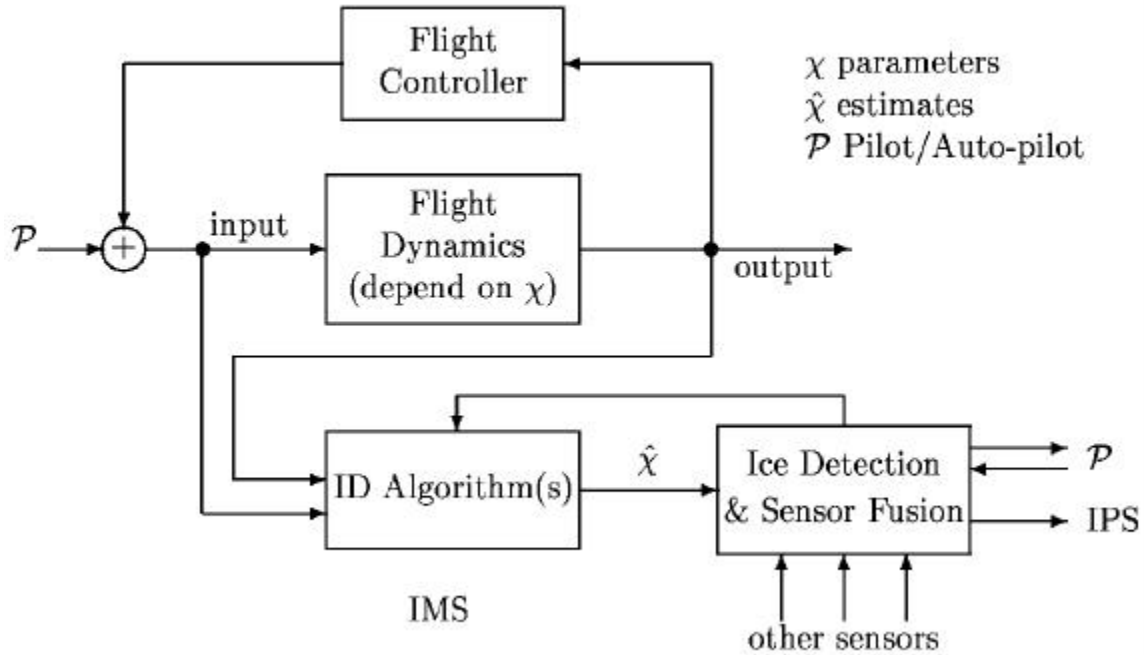 Flight
Controller
χ parameters
χ̂ estimates
𝒫 Pilot/Auto-pilot
𝒫
+
input
Flight
Dynamics
(depend on χ)
output
ID Algorithm(s)
χ̂
Ice Detection
& Sensor Fusion
𝒫
IPS
IMS
other sensors